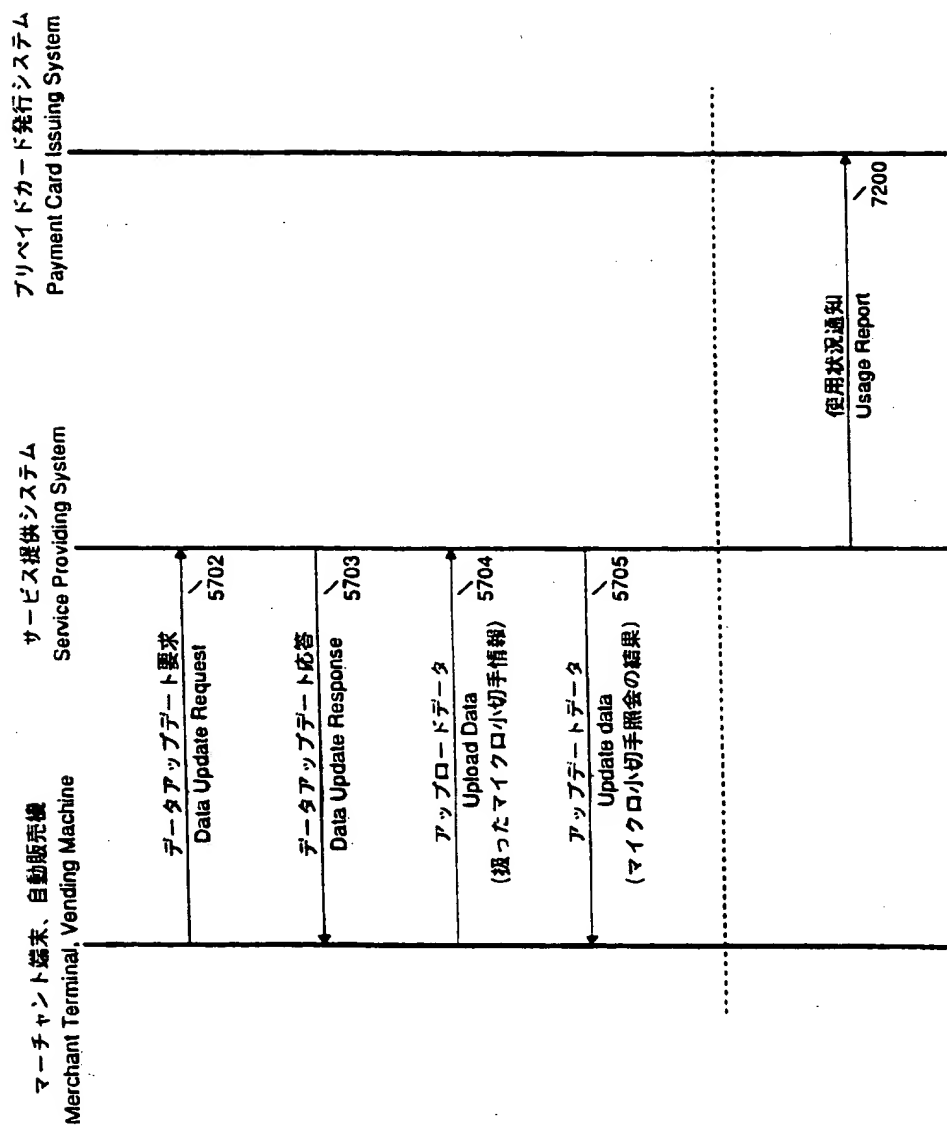 マーチャント端末、自動販売機
Merchant Terminal, Vending Machine
サービス提供システム
Service Providing System
プリペイドカード発行システム
Payment Card Issuing System
データアップデート要求
Data Update Request
5702
データアップデート応答
Data Update Response
5703
アップロードデータ
Upload Data
(扱ったマイクロ小切手情報)
5704
アップデートデータ
Update data
(マイクロ小切手照会の結果)
5705
使用状況通知
Usage Report
7200